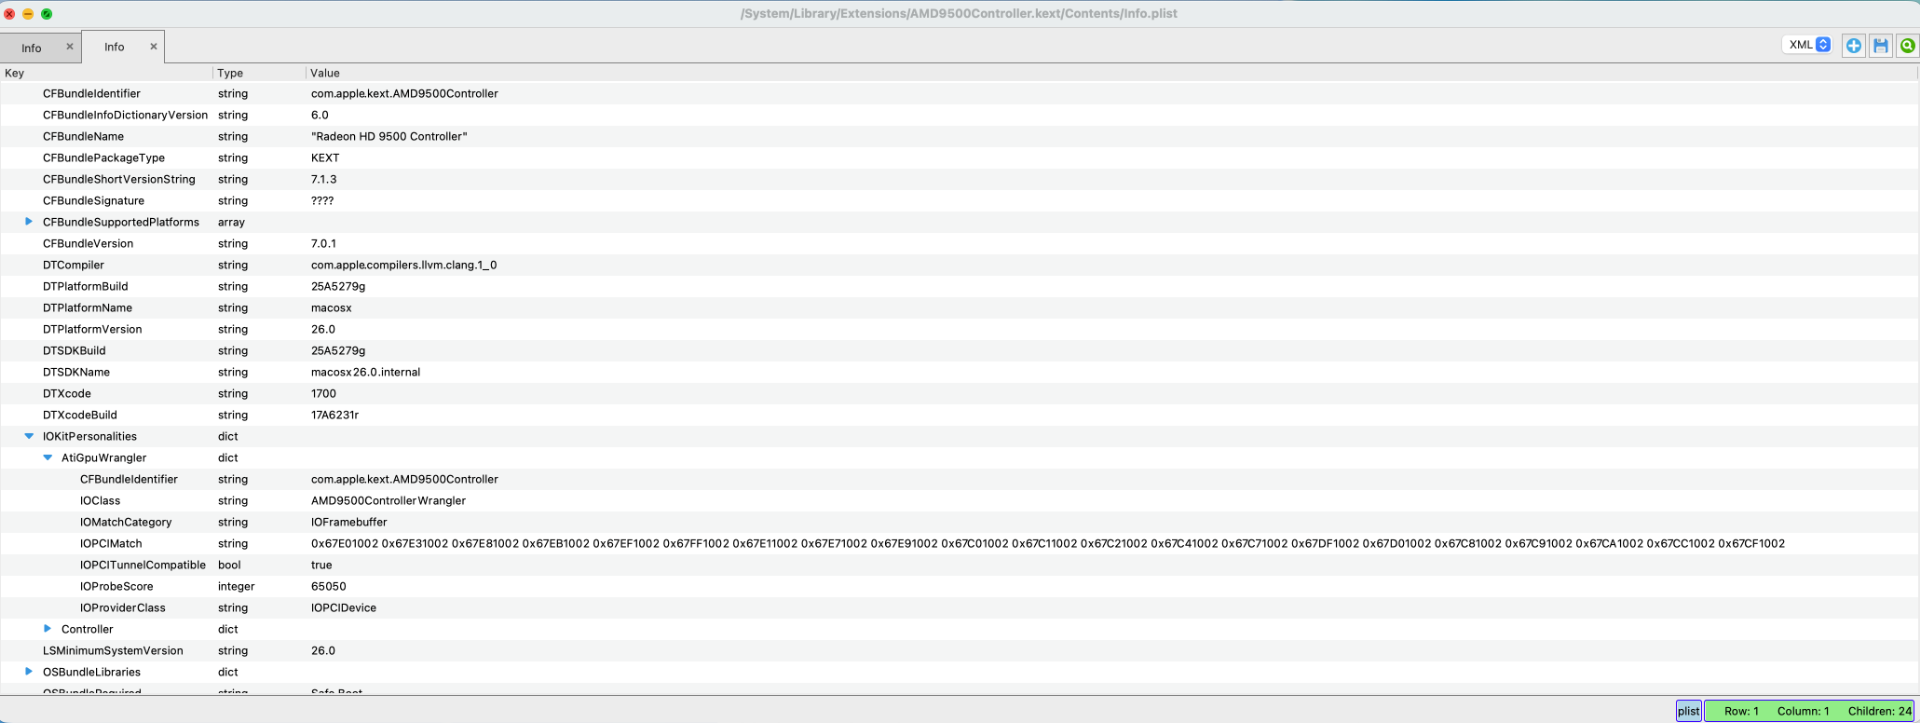 /System/Library/Extensions/AMD9500Controller.kext/Contents/Info.plist
Info × Info × XML
Key Type Value
CFBundleIdentifier string com.apple.kext.AMD9500Controller
CFBundleInfoDictionaryVersion string 6.0
CFBundleName string "Radeon HD 9500 Controller"
CFBundlePackageType string KEXT
CFBundleShortVersionString string 7.1.3
CFBundleSignature string ????
CFBundleSupportedPlatforms array
CFBundleVersion string 7.0.1
DTCompiler string com.apple.compilers.llvm.clang.1_0
DTPlatformBuild string 25A5279g
DTPlatformName string macosx
DTPlatformVersion string 26.0
DTSDKBuild string 25A5279g
DTSDKName string macosx26.0.internal
DTXcode string 1700
DTXcodeBuild string 17A6231r
IOKitPersonalities dict
AtiGpuWrangler dict
CFBundleIdentifier string com.apple.kext.AMD9500Controller
IOClass string AMD9500ControllerWrangler
IOMatchCategory string IOFramebuffer
IOPCIMatch string 0x67E01002 0x67E31002 0x67E81002 0x67EB1002 0x67EF1002 0x67FF1002 0x67E11002 0x67E71002 0x67E91002 0x67C01002 0x67C11002 0x67C21002 0x67C41002 0x67C71002 0x67DF1002 0x67D01002 0x67C81002 0x67C91002 0x67CA1002 0x67CC1002 0x67CF1002
IOPCITunnelCompatible bool true
IOProbeScore integer 65050
IOProviderClass string IOPCIDevice
Controller dict
LSMinimumSystemVersion string 26.0
OSBundleLibraries dict
OSBundleRequired string Safe Boot
plist Row: 1 Column: 1 Children: 24